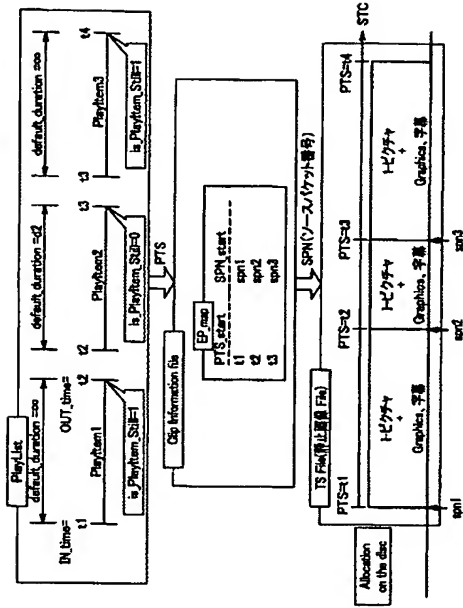 PlayList
default_duration =∞
default_duration =d2
default_duration =∞
IN_time=
OUT_time=
t1
t2
t2
t3
t3
t4
PlayItem1
PlayItem2
PlayItem3
is_PlayItem_Still=1
is_PlayItem_Still=0
is_PlayItem_Still=1
PTS
Clip Information file
EP_map
PTS_start
SPN_start
t1
spn1
t2
spn2
t3
spn3
SPN(ソースパケット番号)
TS File(静止画像 File)
PTS=t1
PTS=t2
PTS=t3
PTS=t4
STC
I-ピクチャ
+
Graphics、字幕
I-ピクチャ
+
Graphics、字幕
I-ピクチャ
+
Graphics、字幕
Allocation
on the disc
spn1
spn2
spn3